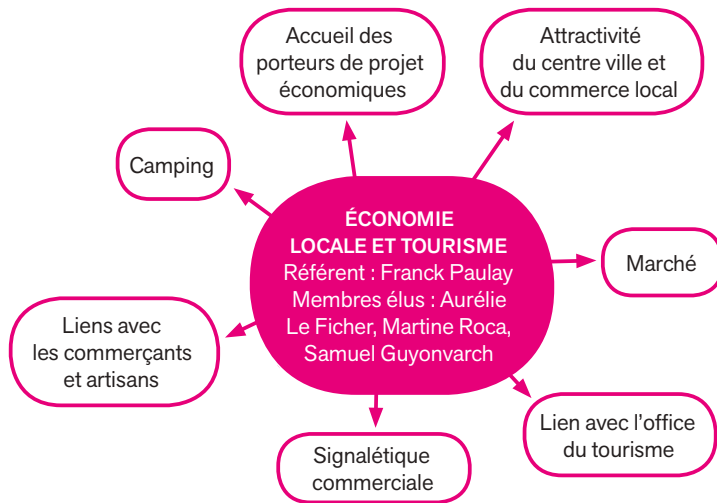 Accueil des
porteurs de projet
économiques
Attractivité
du centre ville et
du commerce local
Camping
ÉCONOMIE
LOCALE ET TOURISME
Référent : Franck Paulay
Membres élus : Aurélie
Le Ficher, Martine Roca,
Samuel Guyonvarch
Marché
Liens avec
les commerçants
et artisans
Lien avec l'office
du tourisme
Signalétique
commerciale